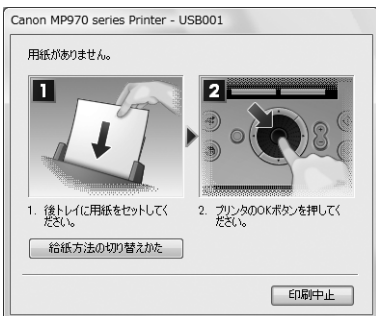 Canon MP970 series Printer - USB001
用紙がありません。
1
2
1. 後トレイに用紙をセットしてく
ださい。
2. プリンタのOKボタンを押してく
ださい。
給紙方法の切り替えかた
印刷中止